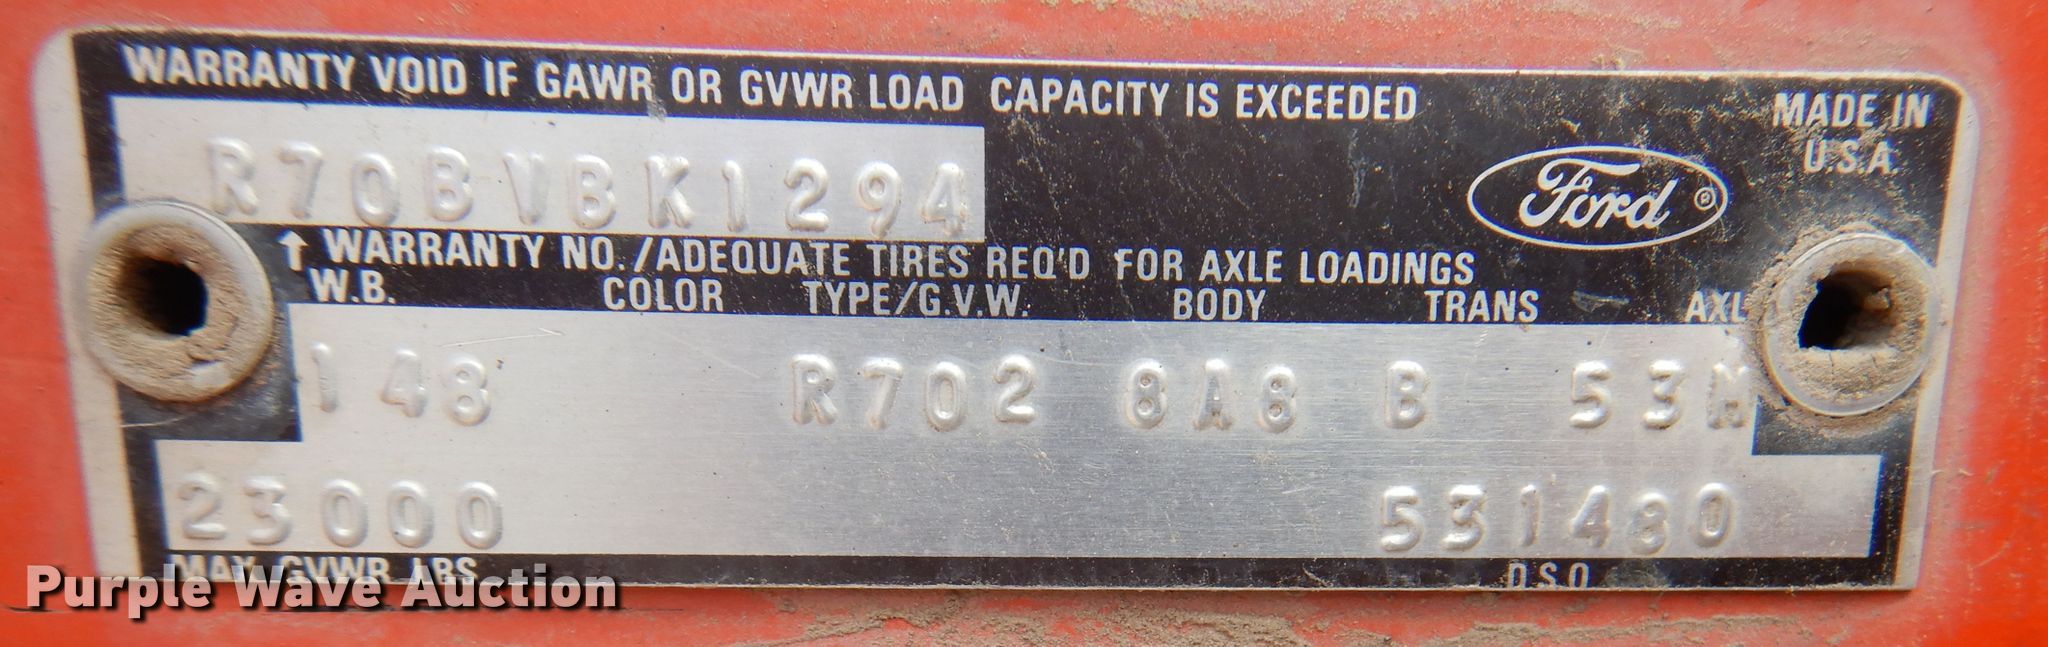 WARRANTY VOID IF GAWR OR GVWR LOAD CAPACITY IS EXCEEDED
MADE IN
U.S.A.
R70BVBK1294
Ford ®
↑ WARRANTY NO./ADEQUATE TIRES REQ'D FOR AXLE LOADINGS
W.B. COLOR TYPE/G.V.W. BODY TRANS AXL
148 R702 8A8 B 53M
23000 531480
MAX GVWR LBS D.S.O.
Purple Wave Auction